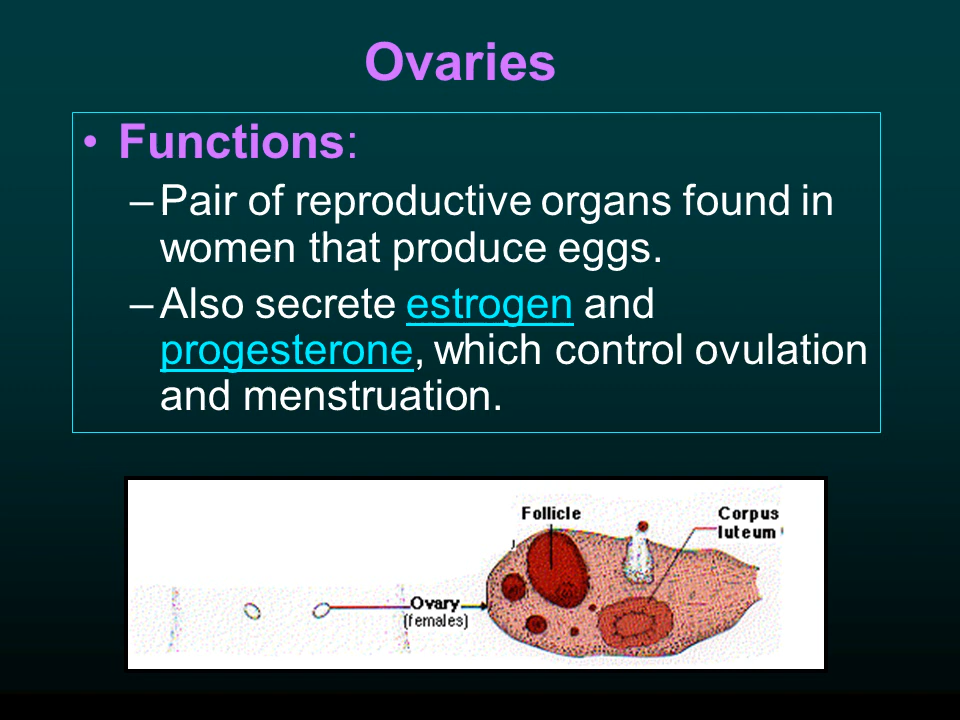 Ovaries
• Functions:
– Pair of reproductive organs found in
women that produce eggs.
– Also secrete estrogen and
progesterone, which control ovulation
and menstruation.
Follicle
Corpus
luteum
Ovary
(females)